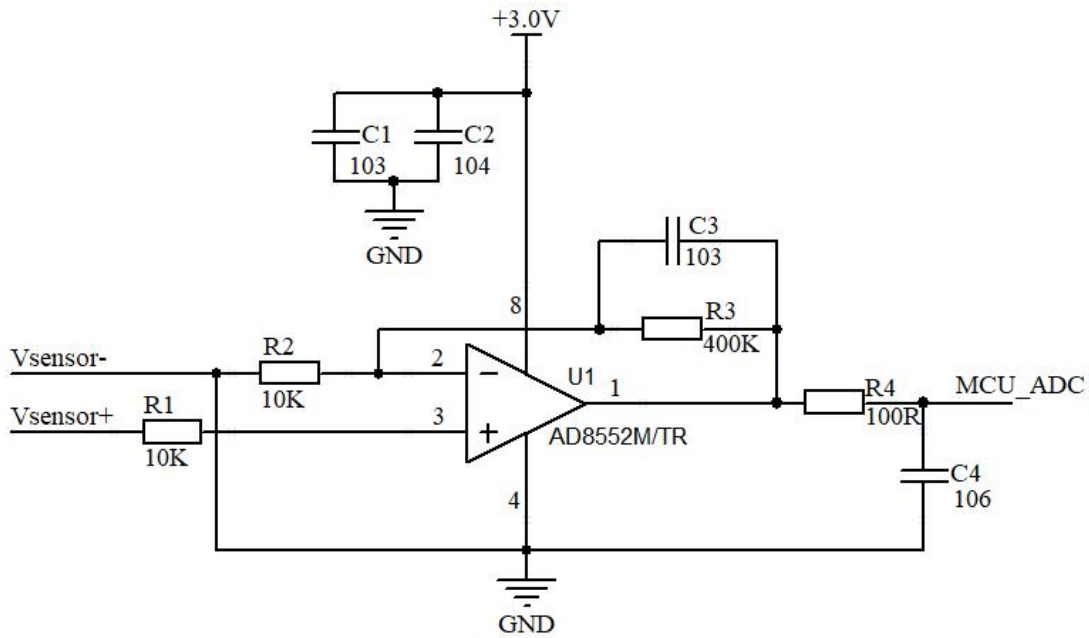 +3.0V
C1
103
C2
104
GND
C3
103
8
R3
400K
Vsensor-
R2
10K
2
U1
1
R4
100R
MCU_ADC
Vsensor+
R1
10K
3
AD8552M/TR
C4
106
4
GND